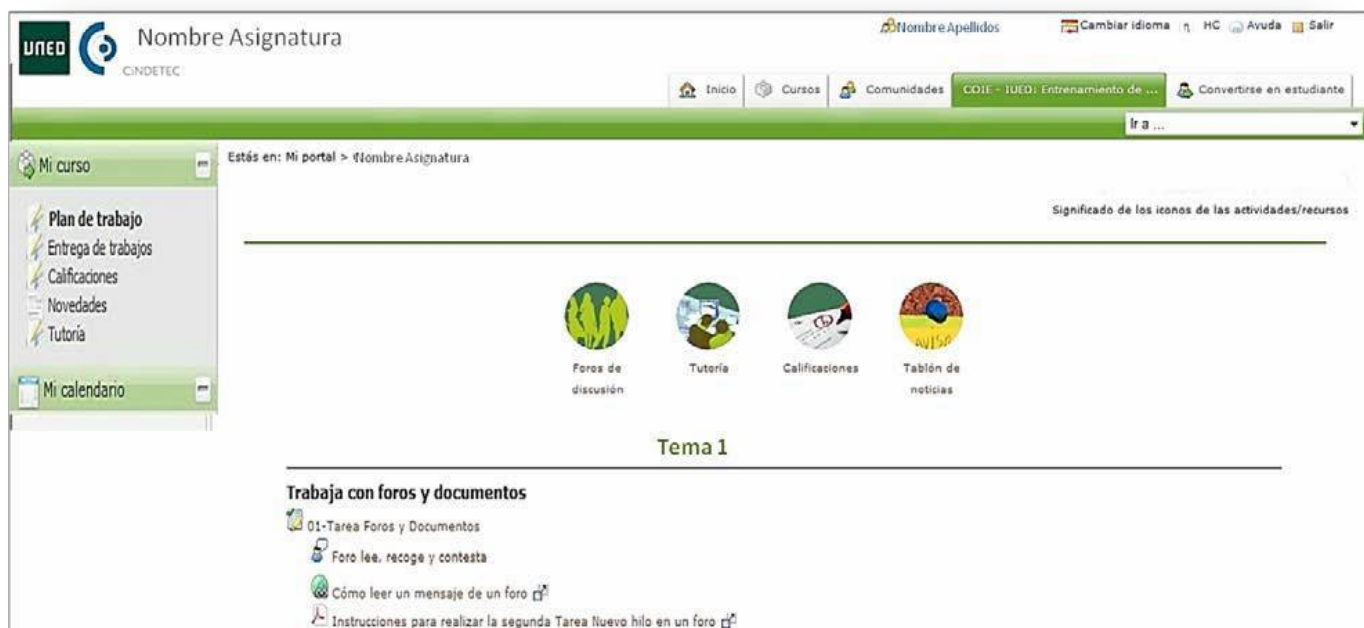 UNED
Nombre Asignatura
CiNDETEC
Nombre Apellidos
Cambiar idioma HC Ayuda Salir
Inicio Cursos Comunidades COIE - IUED: Entrenamiento de ... Convertirse en estudiante
Ir a ...
Mi curso
Estás en: Mi portal > Nombre Asignatura
Plan de trabajo
Entrega de trabajos
Calificaciones
Novedades
Tutoría
Mi calendario
Significado de los iconos de las actividades/recursos
AVISO
Foros de discusión
Tutoría
Calificaciones
Tablón de noticias
Tema 1
Trabaja con foros y documentos
01-Tarea Foros y Documentos
Foro lee, recoge y contesta
Cómo leer un mensaje de un foro
Instrucciones para realizar la segunda Tarea Nuevo hilo en un foro